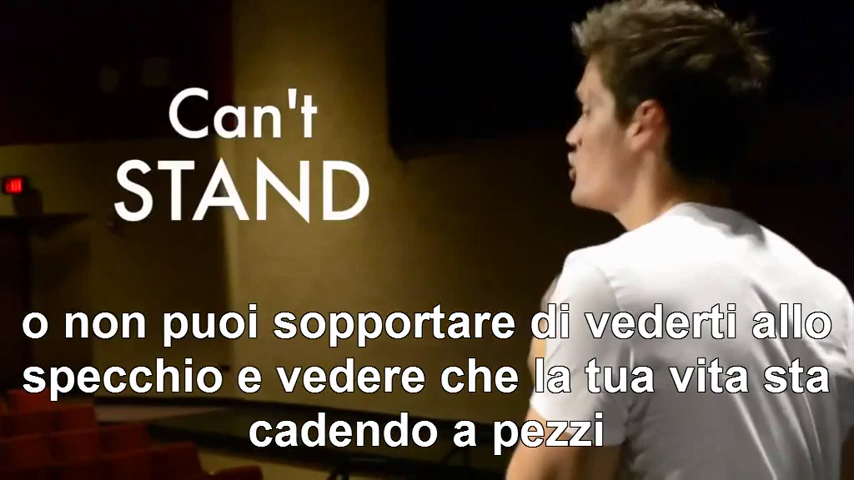 Can't
STAND
o non puoi sopportare di vederti allo
specchio e vedere che la tua vita sta
cadendo a pezzi